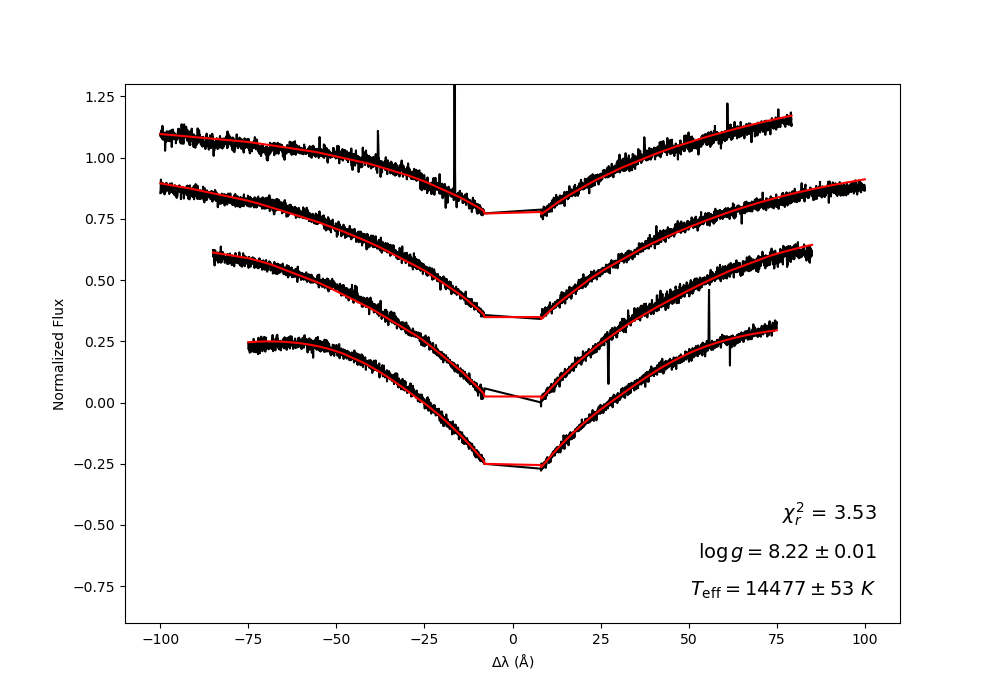 1.25
1.00
0.75
0.50
0.25
0.00
−0.25
−0.50
−0.75
Normalized Flux
χ²ᵣ = 3.53
log g = 8.22 ± 0.01
T_eff = 14477 ± 53 K
−100 −75 −50 −25 0 25 50 75 100
Δλ (Å)